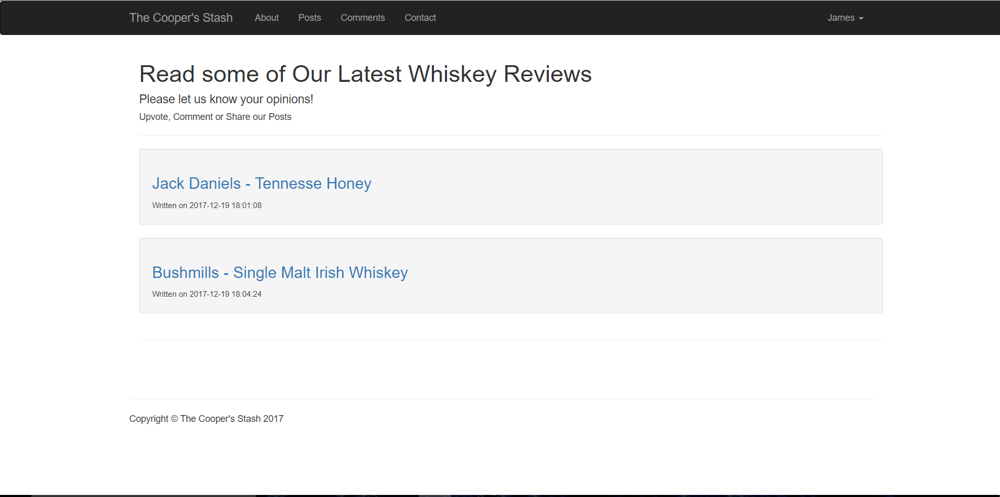 The Cooper's Stash About Posts Comments Contact James
Read some of Our Latest Whiskey Reviews
Please let us know your opinions!
Upvote, Comment or Share our Posts
Jack Daniels - Tennesse Honey
Written on 2017-12-19 18:01:08
Bushmills - Single Malt Irish Whiskey
Written on 2017-12-19 18:04:24
Copyright © The Cooper's Stash 2017